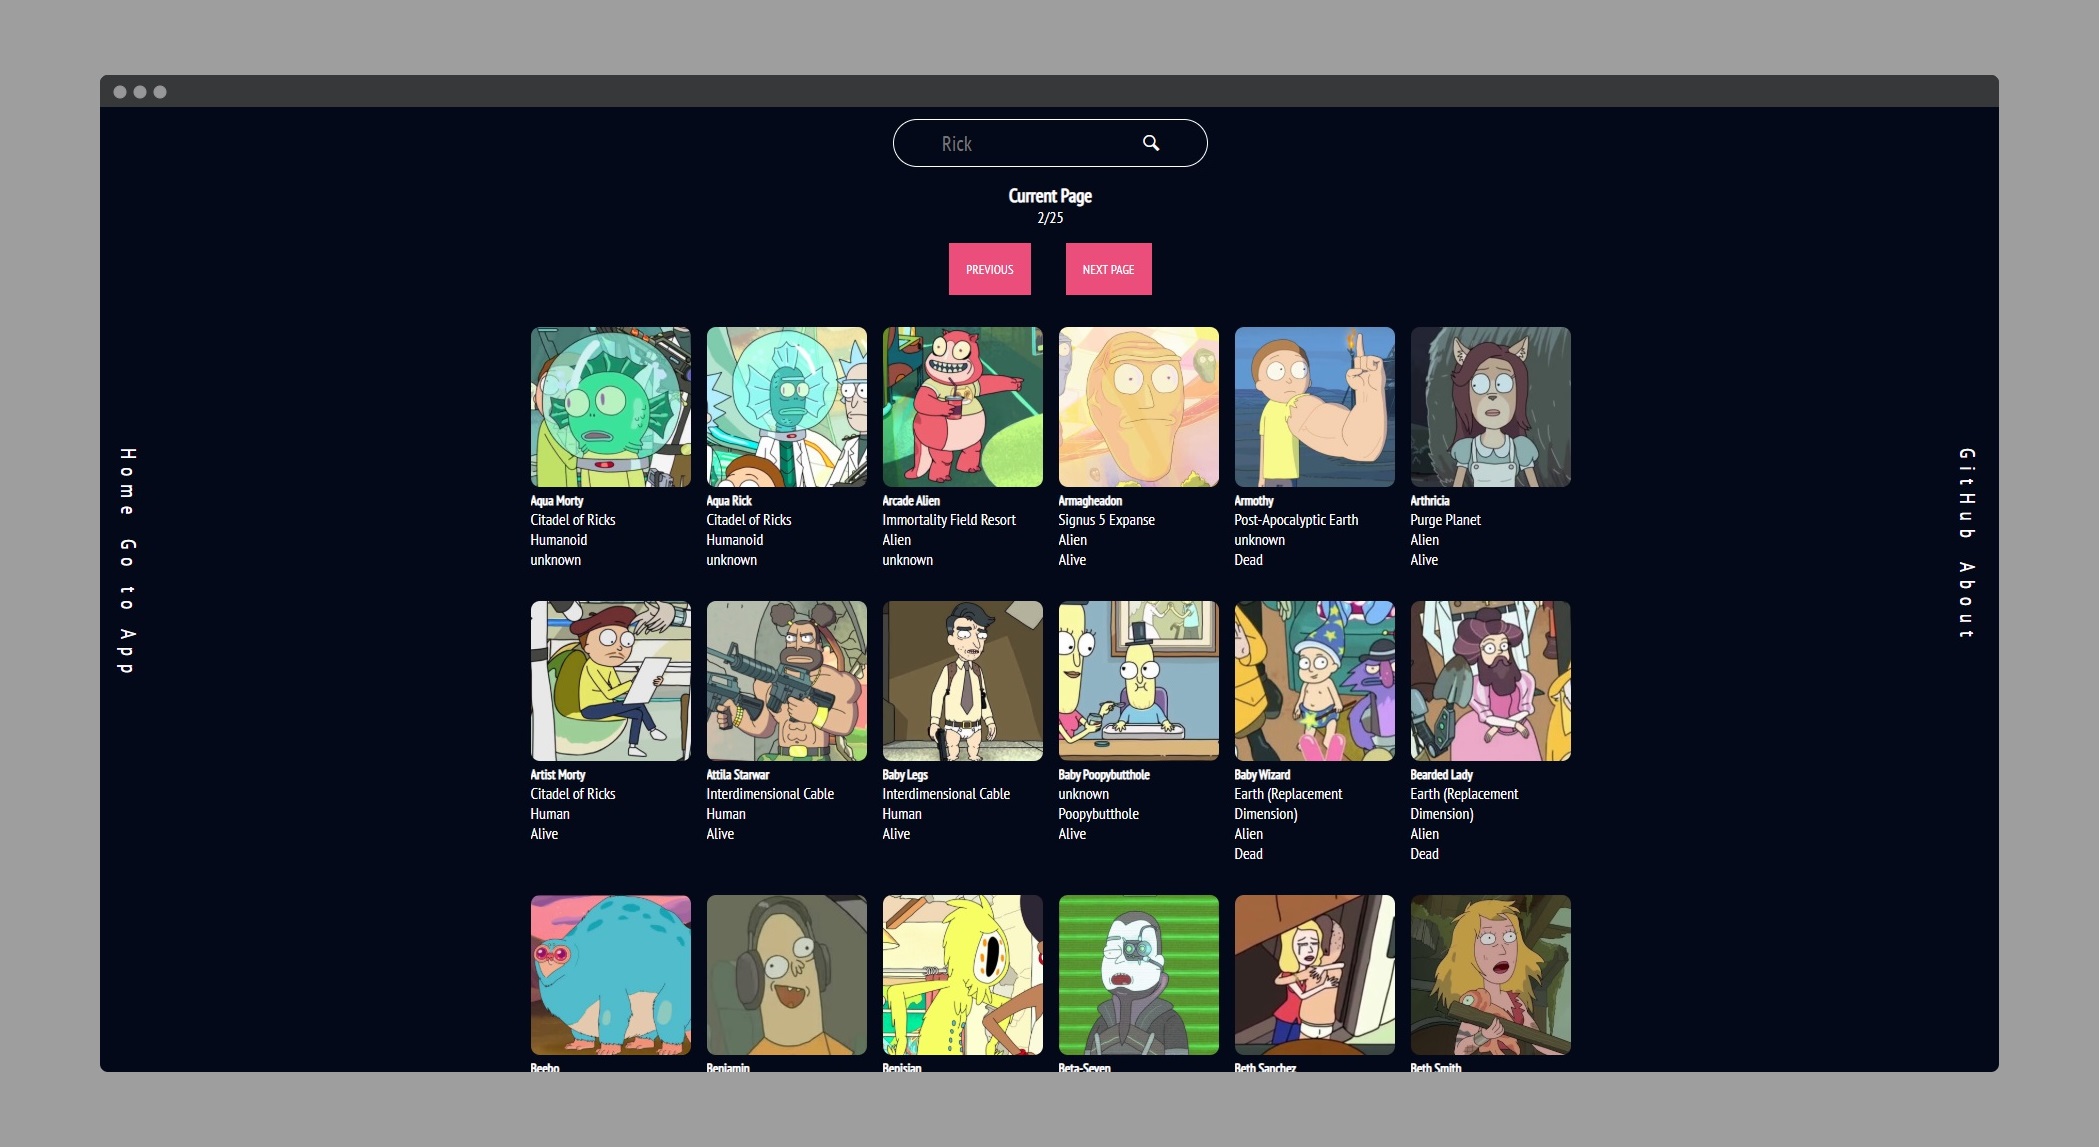 Rick
Current Page
2/25
PREVIOUS
NEXT PAGE
Home Go to App
GitHub About
Aqua Morty
Citadel of Ricks
Humanoid
unknown
Aqua Rick
Citadel of Ricks
Humanoid
unknown
Arcade Alien
Immortality Field Resort
Alien
unknown
Armagheadon
Signus 5 Expanse
Alien
Alive
Armothy
Post-Apocalyptic Earth
unknown
Dead
Arthricia
Purge Planet
Alien
Alive
Artist Morty
Citadel of Ricks
Human
Alive
Attila Starwar
Interdimensional Cable
Human
Alive
Baby Legs
Interdimensional Cable
Human
Alive
Baby Poopybutthole
unknown
Poopybutthole
Alive
Baby Wizard
Earth (Replacement
Dimension)
Alien
Dead
Bearded Lady
Earth (Replacement
Dimension)
Alien
Dead
Beebo
Benjamin
Bepisian
Beta-Seven
Beth Sanchez
Beth Smith